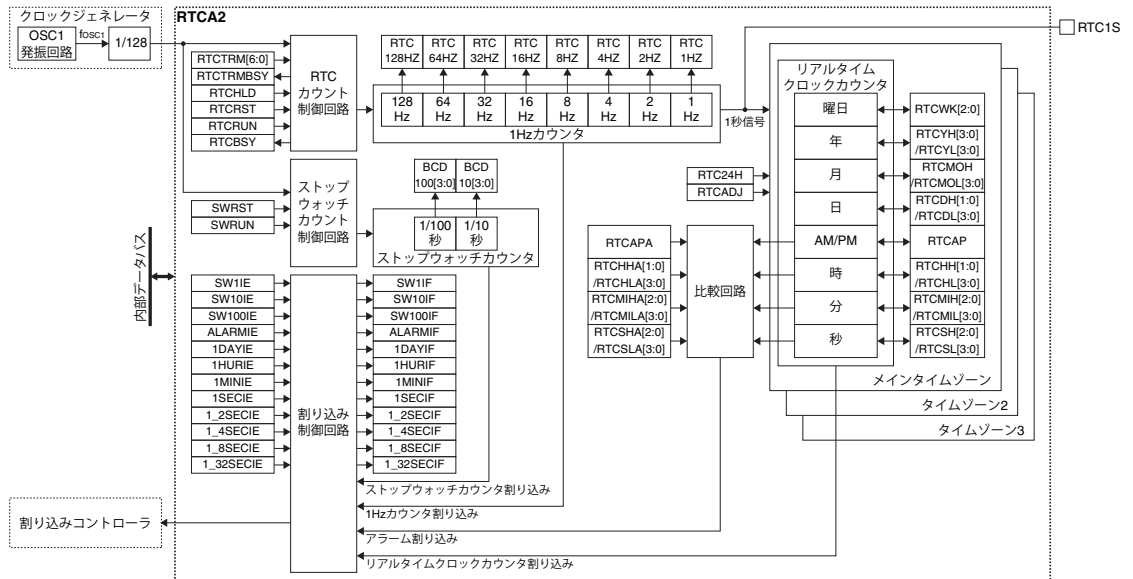 クロックジェネレータ
OSC1
発振回路
fOSC1
1/128
RTCA2
RTC1S
RTCTRM[6:0]
RTCTRMBSY
RTCHLD
RTCRST
RTCRUN
RTCBSY
RTC
カウント
制御回路
RTC
128HZ
RTC
64HZ
RTC
32HZ
RTC
16HZ
RTC
8HZ
RTC
4HZ
RTC
2HZ
RTC
1HZ
128
Hz
64
Hz
32
Hz
16
Hz
8
Hz
4
Hz
2
Hz
1
Hz
1Hzカウンタ
1秒信号
SWRST
SWRUN
ストップ
ウォッチ
カウント
制御回路
BCD
100[3:0]
BCD
10[3:0]
1/100
秒
1/10
秒
ストップウォッチカウンタ
内部データバス
RTC24H
RTCADJ
リアルタイム
クロックカウンタ
曜日
年
月
日
AM/PM
時
分
秒
RTCWK[2:0]
RTCYH[3:0]
/RTCYL[3:0]
RTCMOH
/RTCMOL[3:0]
RTCDH[1:0]
/RTCDL[3:0]
RTCAP
RTCHH[1:0]
/RTCHL[3:0]
RTCMIH[2:0]
/RTCMIL[3:0]
RTCSH[2:0]
/RTCSL[3:0]
RTCAPA
RTCHHA[1:0]
/RTCHLA[3:0]
RTCMIHA[2:0]
/RTCMILA[3:0]
RTCSHA[2:0]
/RTCSLA[3:0]
比較回路
メインタイムゾーン
タイムゾーン2
タイムゾーン3
SW1IE
SW10IE
SW100IE
ALARMIE
1DAYIE
1HURIE
1MINIE
1SECIE
1_2SECIE
1_4SECIE
1_8SECIE
1_32SECIE
割り込み
制御回路
SW1IF
SW10IF
SW100IF
ALARMIF
1DAYIF
1HURIF
1MINIF
1SECIF
1_2SECIF
1_4SECIF
1_8SECIF
1_32SECIF
ストップウォッチカウンタ割り込み
1Hzカウンタ割り込み
アラーム割り込み
リアルタイムクロックカウンタ割り込み
割り込みコントローラ